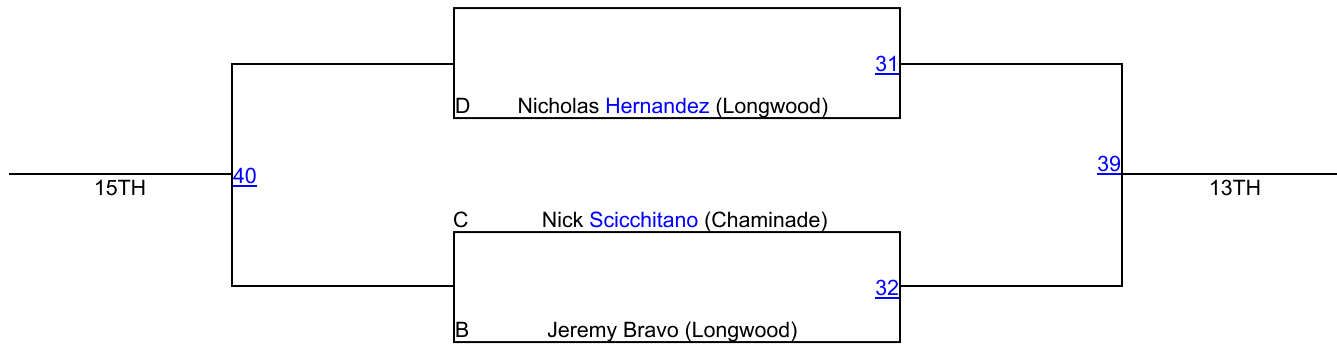 31
D Nicholas Hernandez (Longwood)
39
40
15TH
13TH
C Nick Scicchitano (Chaminade)
32
B Jeremy Bravo (Longwood)